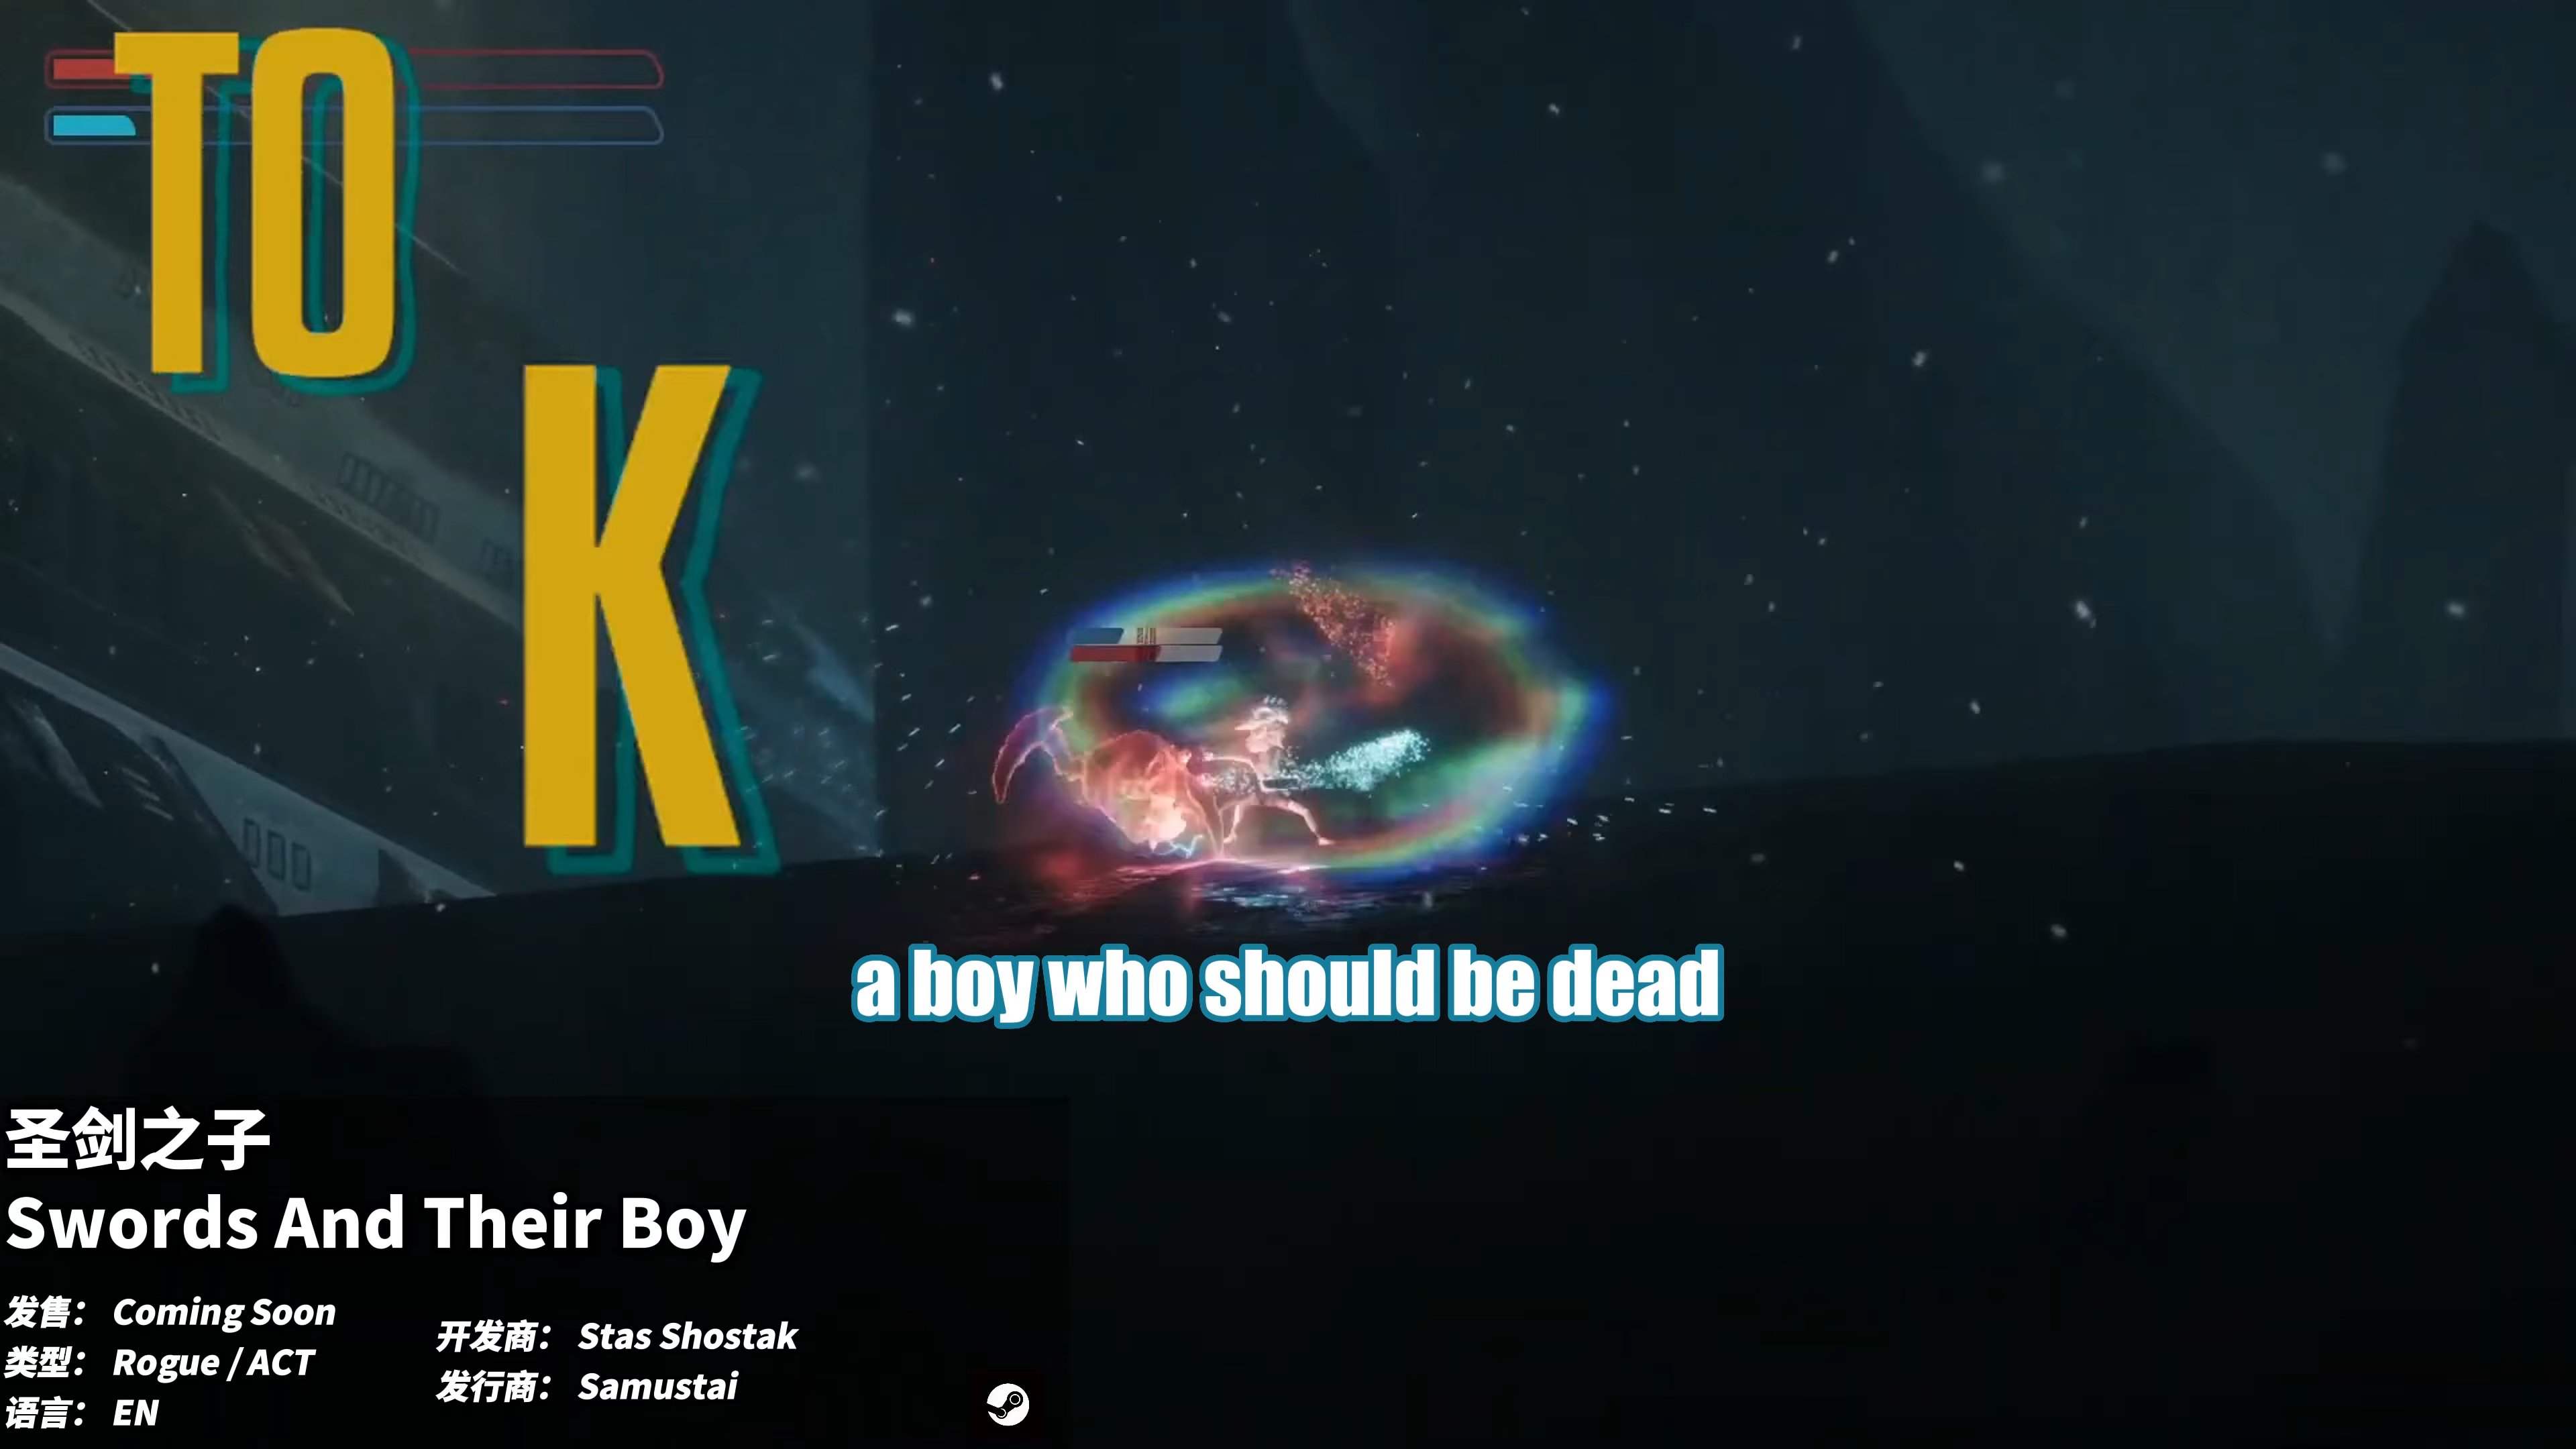 TO
K
a boy who should be dead
圣剑之子
Swords And Their Boy
发售： Coming Soon
类型： Rogue / ACT
语言： EN
开发商： Stas Shostak
发行商： Samustai